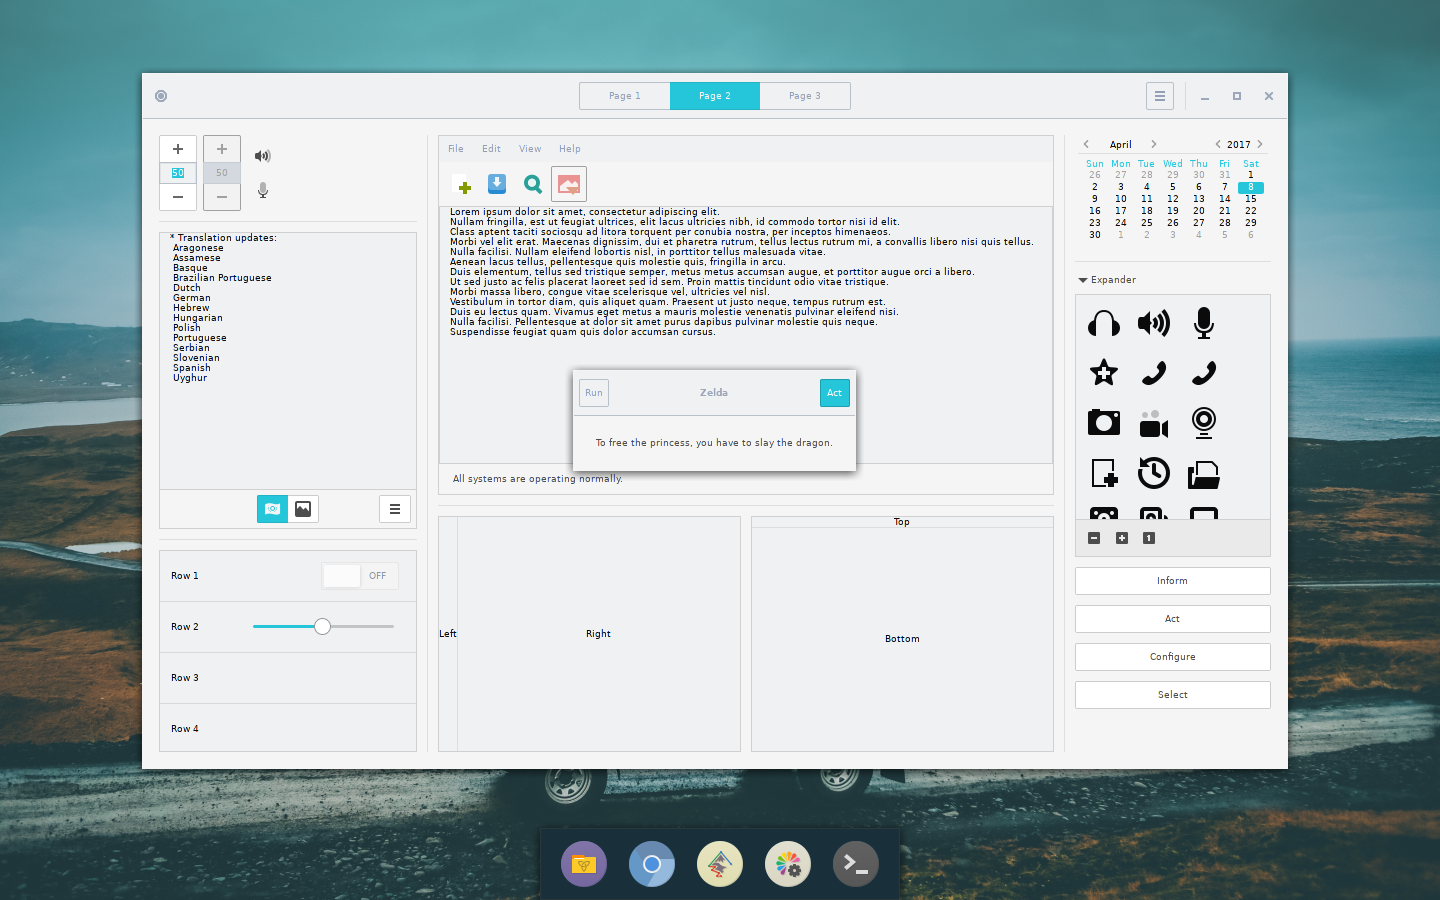 Page 1
Page 2
Page 3
50
50
* Translation updates:
Aragonese
Assamese
Basque
Brazilian Portuguese
Dutch
German
Hebrew
Hungarian
Polish
Portuguese
Serbian
Slovenian
Spanish
Uyghur
Row 1
OFF
Row 2
Row 3
Row 4
File Edit View Help
Lorem ipsum dolor sit amet, consectetur adipiscing elit.
Nullam fringilla, est ut feugiat ultrices, elit lacus ultricies nibh, id commodo tortor nisi id elit.
Class aptent taciti sociosqu ad litora torquent per conubia nostra, per inceptos himenaeos.
Morbi vel elit erat. Maecenas dignissim, dui et pharetra rutrum, tellus lectus rutrum mi, a convallis libero nisi quis tellus.
Nulla facilisi. Nullam eleifend lobortis nisl, in porttitor tellus malesuada vitae.
Aenean lacus tellus, pellentesque quis molestie quis, fringilla in arcu.
Duis elementum, tellus sed tristique semper, metus metus accumsan augue, et porttitor augue orci a libero.
Ut sed justo ac felis placerat laoreet sed id sem. Proin mattis tincidunt odio vitae tristique.
Morbi massa libero, congue vitae scelerisque vel, ultricies vel nisl.
Vestibulum in tortor diam, quis aliquet quam. Praesent ut justo neque, tempus rutrum est.
Duis eu lectus quam. Vivamus eget metus a mauris molestie venenatis pulvinar eleifend nisi.
Nulla facilisi. Pellentesque at dolor sit amet purus dapibus pulvinar molestie quis neque.
Suspendisse feugiat quam quis dolor accumsan cursus.
Run
Zelda
Act
To free the princess, you have to slay the dragon.
All systems are operating normally.
Left
Right
Top
Bottom
April 2017
Sun Mon Tue Wed Thu Fri Sat
26 27 28 29 30 31 1
2 3 4 5 6 7 8
9 10 11 12 13 14 15
16 17 18 19 20 21 22
23 24 25 26 27 28 29
30 1 2 3 4 5 6
Expander
1
Inform
Act
Configure
Select